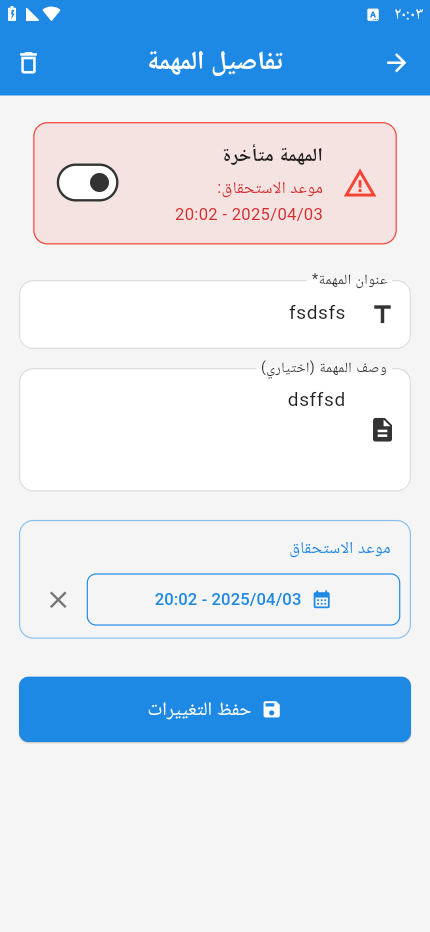 ٢٠:٠٣
A
تفاصيل المهمة
المهمة متأخرة
موعد الاستحقاق:
20:02 - 2025/04/03
عنوان المهمة*
fsdsfs
وصف المهمة (اختياري)
dsffsd
موعد الاستحقاق
20:02 - 2025/04/03
حفظ التغييرات